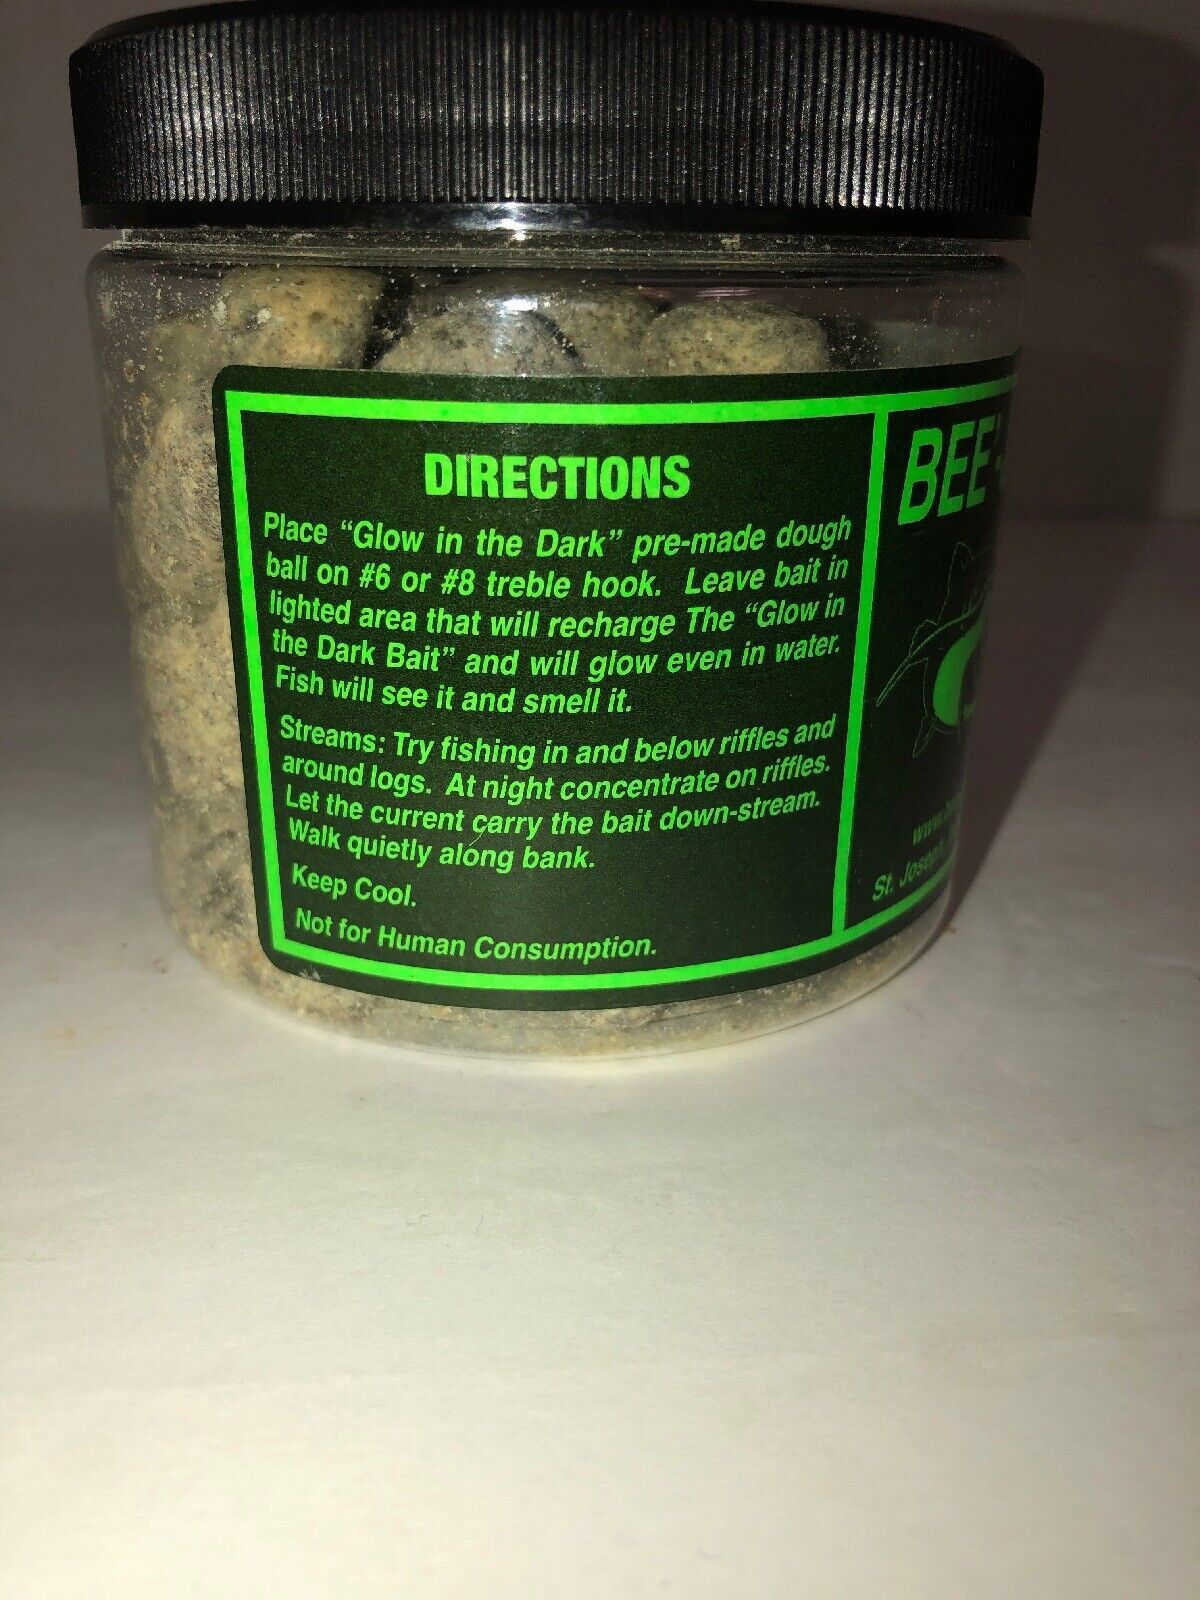 DIRECTIONS
Place “Glow in the Dark” pre-made dough
ball on #6 or #8 treble hook. Leave bait in
lighted area that will recharge The “Glow in
the Dark Bait” and will glow even in water.
Fish will see it and smell it.
Streams: Try fishing in and below riffles and
around logs. At night concentrate on riffles.
Let the current carry the bait down-stream.
Walk quietly along bank.
Keep Cool.
Not for Human Consumption.
BEE'
St.